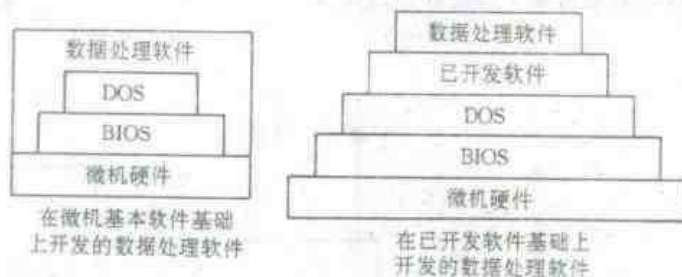 数据处理软件
DOS
BIOS
微机硬件
在微机基本软件基础
上开发的数据处理软件
数据处理软件
已开发软件
DOS
BIOS
微机硬件
在已开发软件基础上
开发的数据处理软件